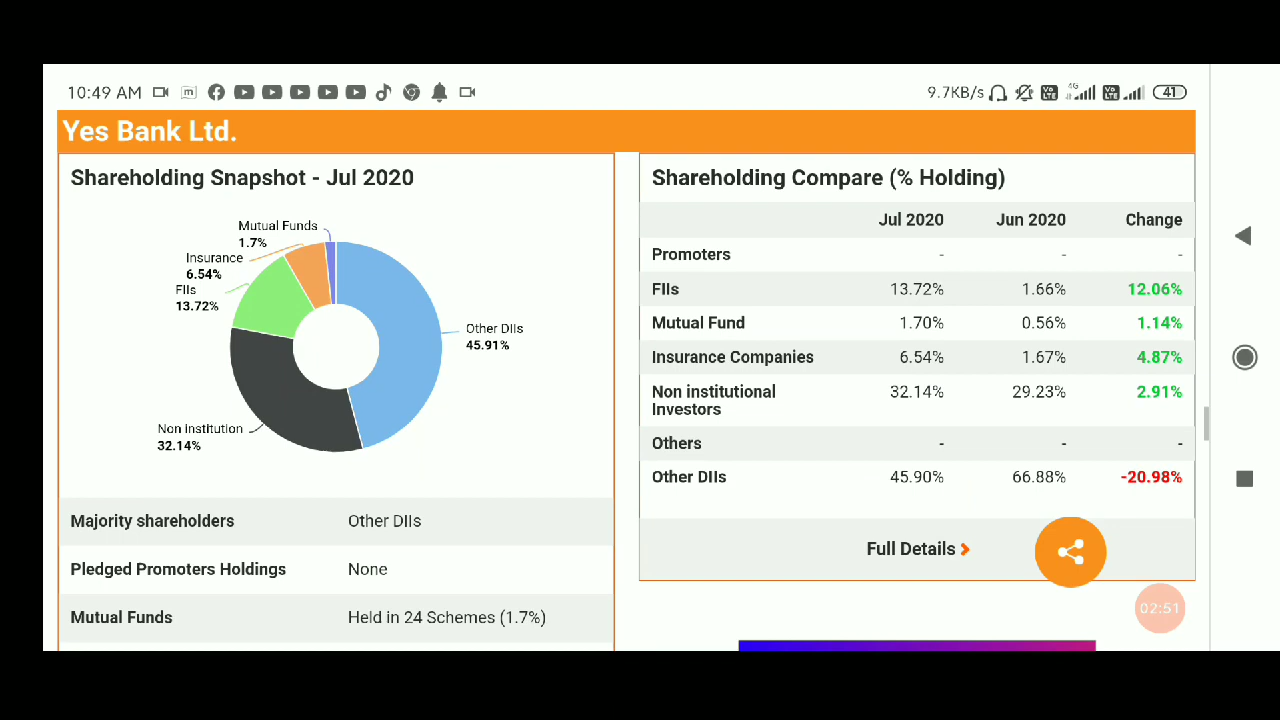 10:49 AM
9.7KB/s
4G
Vo LTE
Vo LTE
41
Yes Bank Ltd.
Shareholding Snapshot - Jul 2020
Mutual Funds
1.7%
Insurance
6.54%
FIIs
13.72%
Other DIIs
45.91%
Non institution
32.14%
Majority shareholders Other DIIs
Pledged Promoters Holdings None
Mutual Funds Held in 24 Schemes (1.7%)
Shareholding Compare (% Holding)
Jul 2020 Jun 2020 Change
Promoters - - -
FIIs 13.72% 1.66% 12.06%
Mutual Fund 1.70% 0.56% 1.14%
Insurance Companies 6.54% 1.67% 4.87%
Non institutional 32.14% 29.23% 2.91%
Investors
Others - - -
Other DIIs 45.90% 66.88% -20.98%
Full Details
02:51